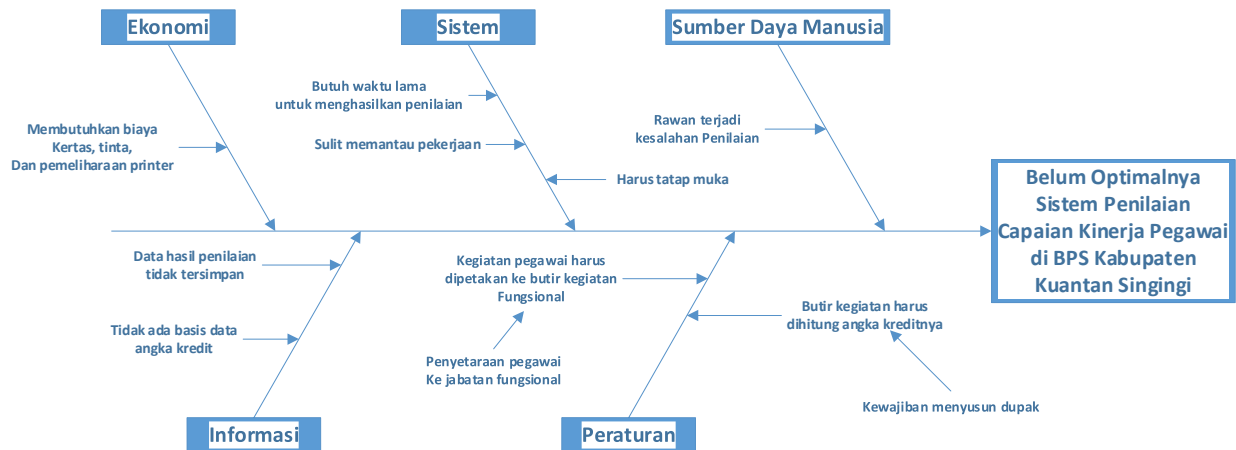 Ekonomi
Sistem
Sumber Daya Manusia
Butuh waktu lama
untuk menghasilkan penilaian
Membutuhkan biaya
Kertas, tinta,
Dan pemeliharaan printer
Sulit memantau pekerjaan
Harus tatap muka
Rawan terjadi
kesalahan Penilaian
Belum Optimalnya
Sistem Penilaian
Capaian Kinerja Pegawai
di BPS Kabupaten
Kuantan Singingi
Data hasil penilaian
tidak tersimpan
Tidak ada basis data
angka kredit
Kegiatan pegawai harus
dipetakan ke butir kegiatan
Fungsional
Penyetaraan pegawai
Ke jabatan fungsional
Butir kegiatan harus
dihitung angka kreditnya
Kewajiban menyusun dupak
Informasi
Peraturan